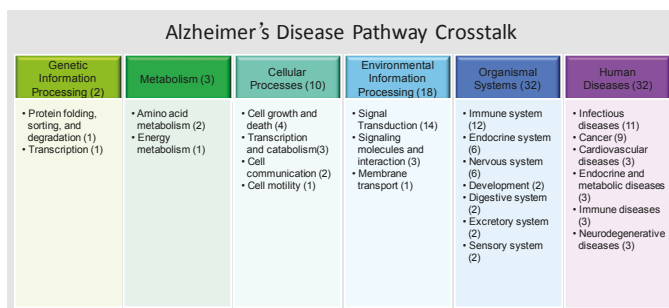 Alzheimer's Disease Pathway Crosstalk
Genetic
Information
Processing (2)
• Protein folding,
sorting, and
degradation (1)
• Transcription (1)
Metabolism (3)
• Amino acid
metabolism (2)
• Energy
metabolism (1)
Cellular
Processes (10)
• Cell growth and
death (4)
• Transcription
and catabolism(3)
• Cell
communication (2)
• Cell motility (1)
Environmental
Information
Processing (18)
• Signal
Transduction (14)
• Signaling
molecules and
interaction (3)
• Membrane
transport (1)
Organismal
Systems (32)
• Immune system
(12)
• Endocrine system
(6)
• Nervous system
(6)
• Development (2)
• Digestive system
(2)
• Excretory system
(2)
• Sensory system
(2)
Human
Diseases (32)
• Infectious
diseases (11)
• Cancer (9)
• Cardiovascular
diseases (3)
• Endocrine and
metabolic diseases
(3)
• Immune diseases
(3)
• Neurodegenerative
diseases (3)